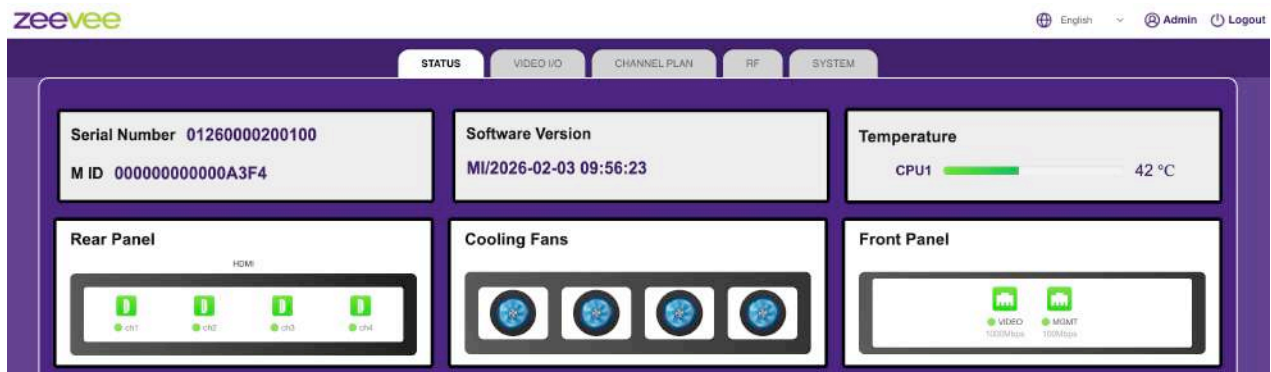 zeevee
English Admin Logout
STATUS VIDEO I/O CHANNEL PLAN RF SYSTEM
Serial Number 01260000200100
M ID 000000000000A3F4
Software Version
MI/2026-02-03 09:56:23
Temperature
CPU1 42 °C
Rear Panel
HDMI
ch1 ch2 ch3 ch4
Cooling Fans
Front Panel
VIDEO MGMT
1000Mbps 100Mbps